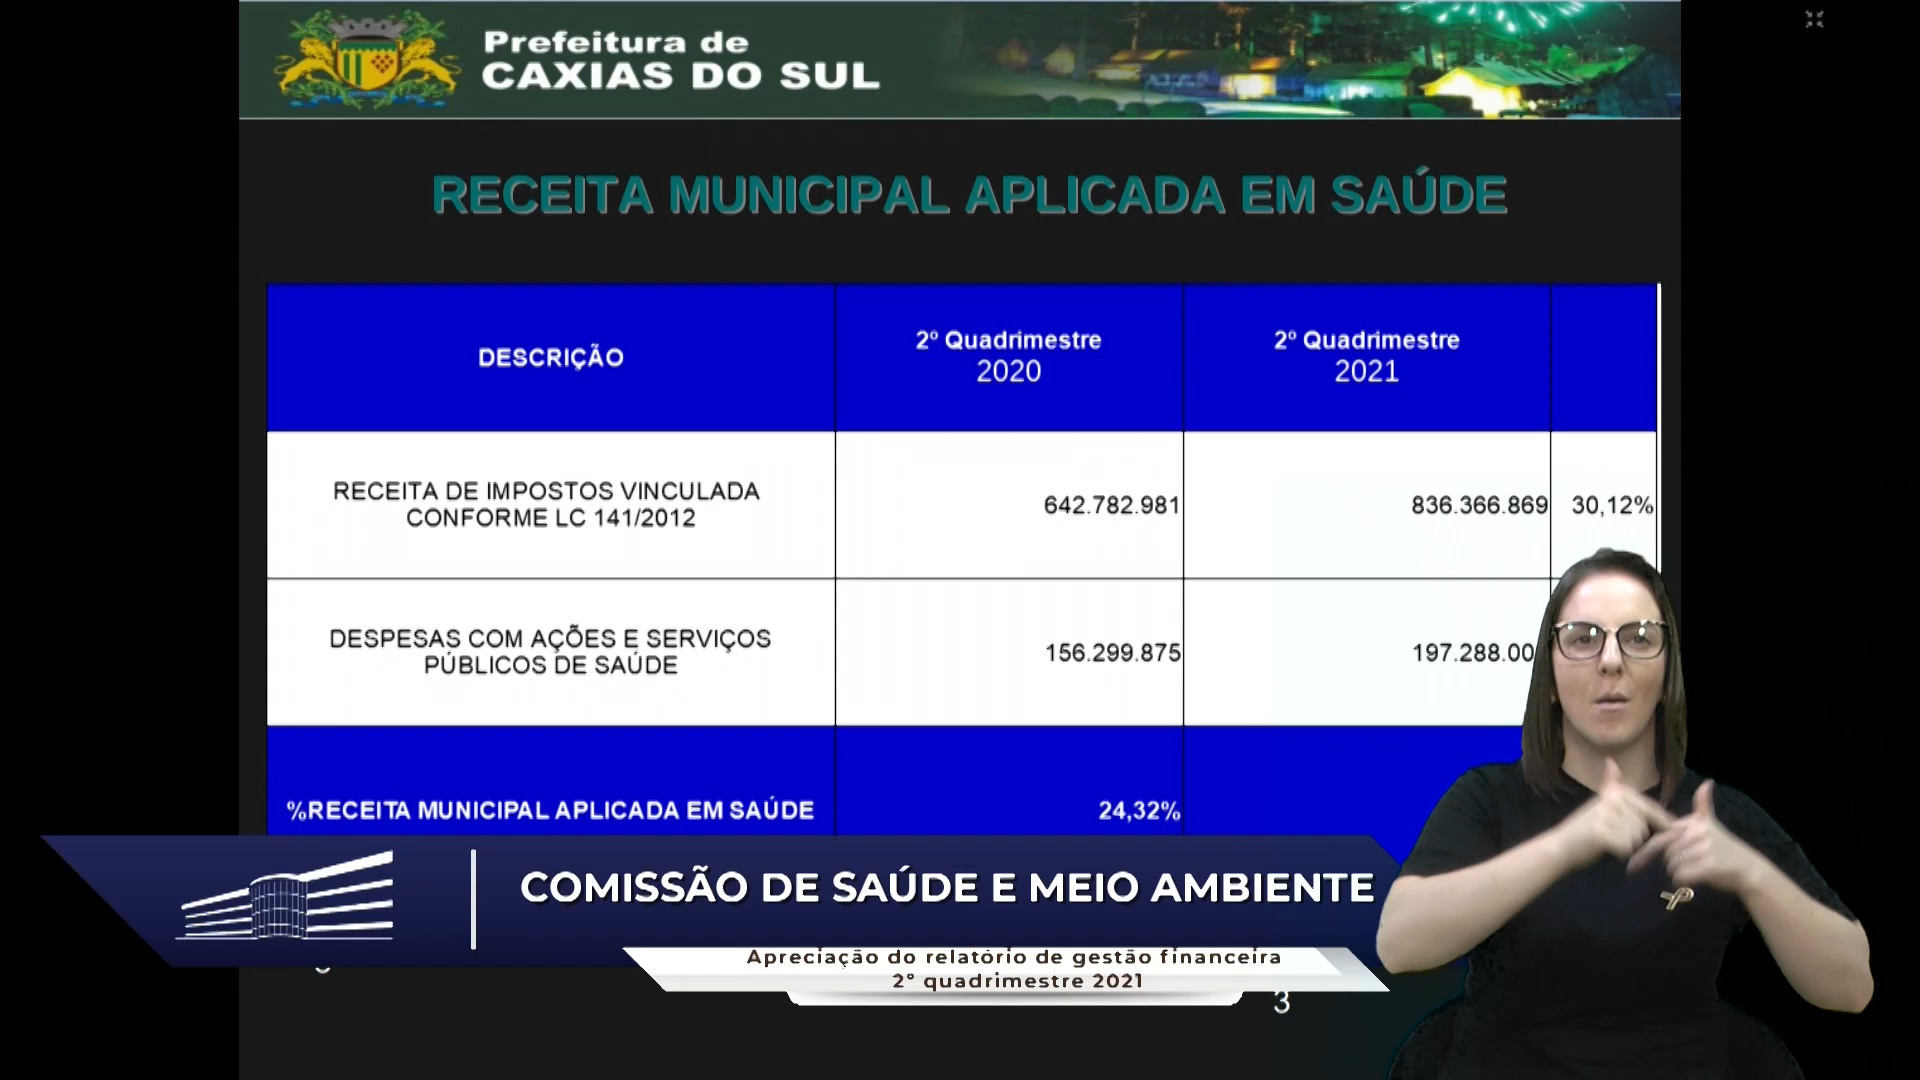 Prefeitura de
CAXIAS DO SUL
RECEITA MUNICIPAL APLICADA EM SAÚDE
DESCRIÇÃO
2º Quadrimestre
2020
2º Quadrimestre
2021
RECEITA DE IMPOSTOS VINCULADA
CONFORME LC 141/2012
642.782.981
836.366.869
30,12%
DESPESAS COM AÇÕES E SERVIÇOS
PÚBLICOS DE SAÚDE
156.299.875
197.288.00
%RECEITA MUNICIPAL APLICADA EM SAÚDE
24,32%
COMISSÃO DE SAÚDE E MEIO AMBIENTE
Apreciação do relatório de gestão financeira
2º quadrimestre 2021
3